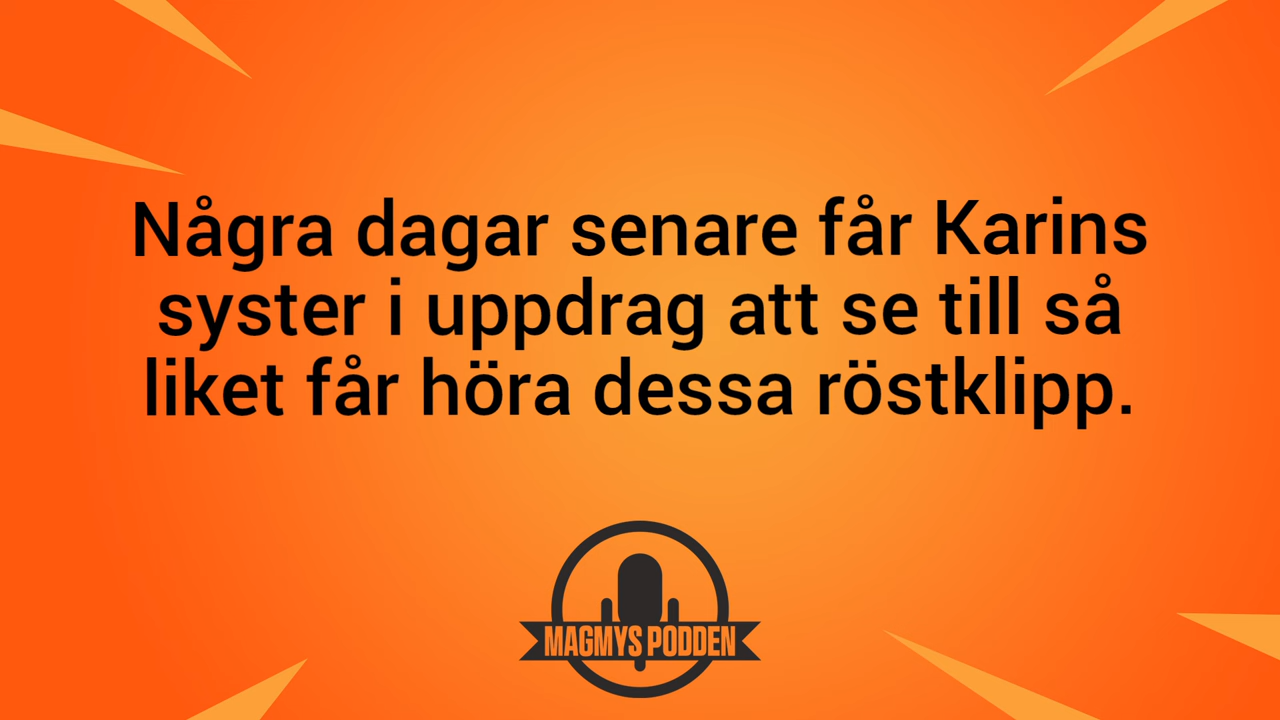 Några dagar senare får Karins
syster i uppdrag att se till så
liket får höra dessa röstklipp.
MAGMYS PODDEN